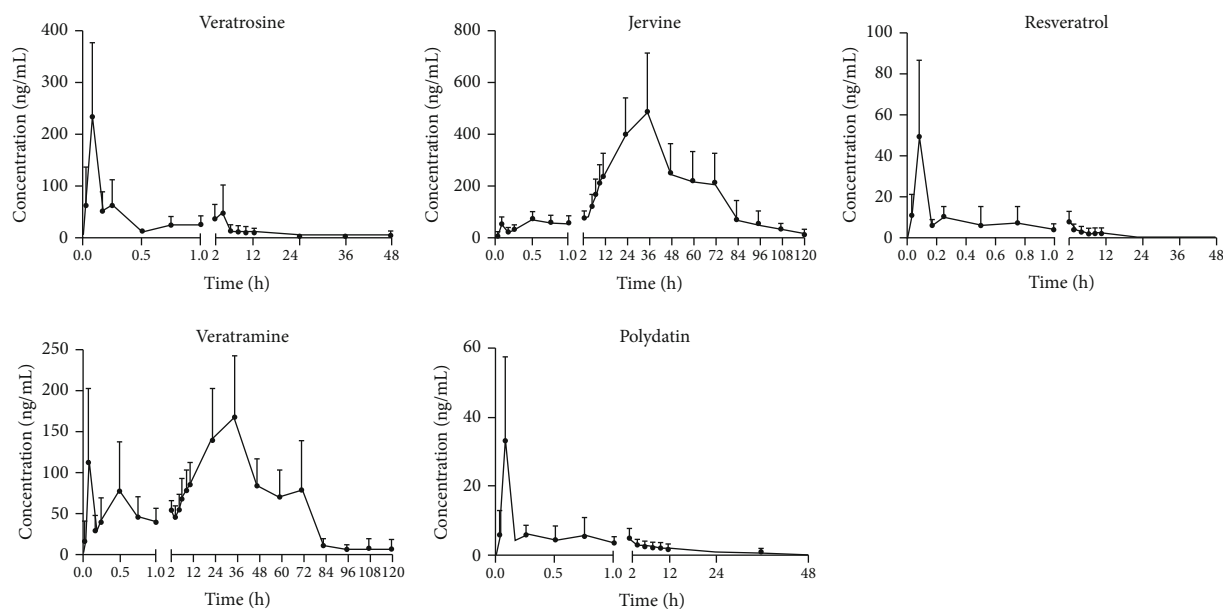 Veratrosine
Concentration (ng/mL)
400
300
200
100
0
0.0 0.5 1.0 2 12 24 36 48
Time (h)
Jervine
Concentration (ng/mL)
800
600
400
200
0
0.0 0.5 1.0 2 12 24 36 48 60 72 84 96 108 120
Time (h)
Resveratrol
Concentration (ng/mL)
100
80
60
40
20
0
0.0 0.2 0.4 0.6 0.8 1.0 2 12 24 36 48
Time (h)
Veratramine
Concentration (ng/mL)
250
200
150
100
50
0
0.0 0.5 1.0 2 12 24 36 48 60 72 84 96 108 120
Time (h)
Polydatin
Concentration (ng/mL)
60
40
20
0
0.0 0.5 1.0 2 12 24 36 48
Time (h)